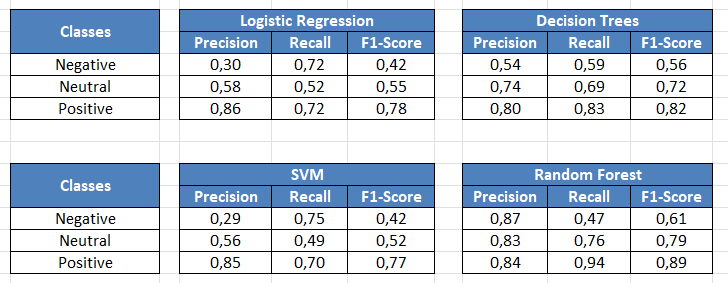 Classes Logistic Regression Decision Trees
Precision Recall F1-Score Precision Recall F1-Score
Negative 0,30 0,72 0,42 0,54 0,59 0,56
Neutral 0,58 0,52 0,55 0,74 0,69 0,72
Positive 0,86 0,72 0,78 0,80 0,83 0,82
Classes SVM Random Forest
Precision Recall F1-Score Precision Recall F1-Score
Negative 0,29 0,75 0,42 0,87 0,47 0,61
Neutral 0,56 0,49 0,52 0,83 0,76 0,79
Positive 0,85 0,70 0,77 0,84 0,94 0,89